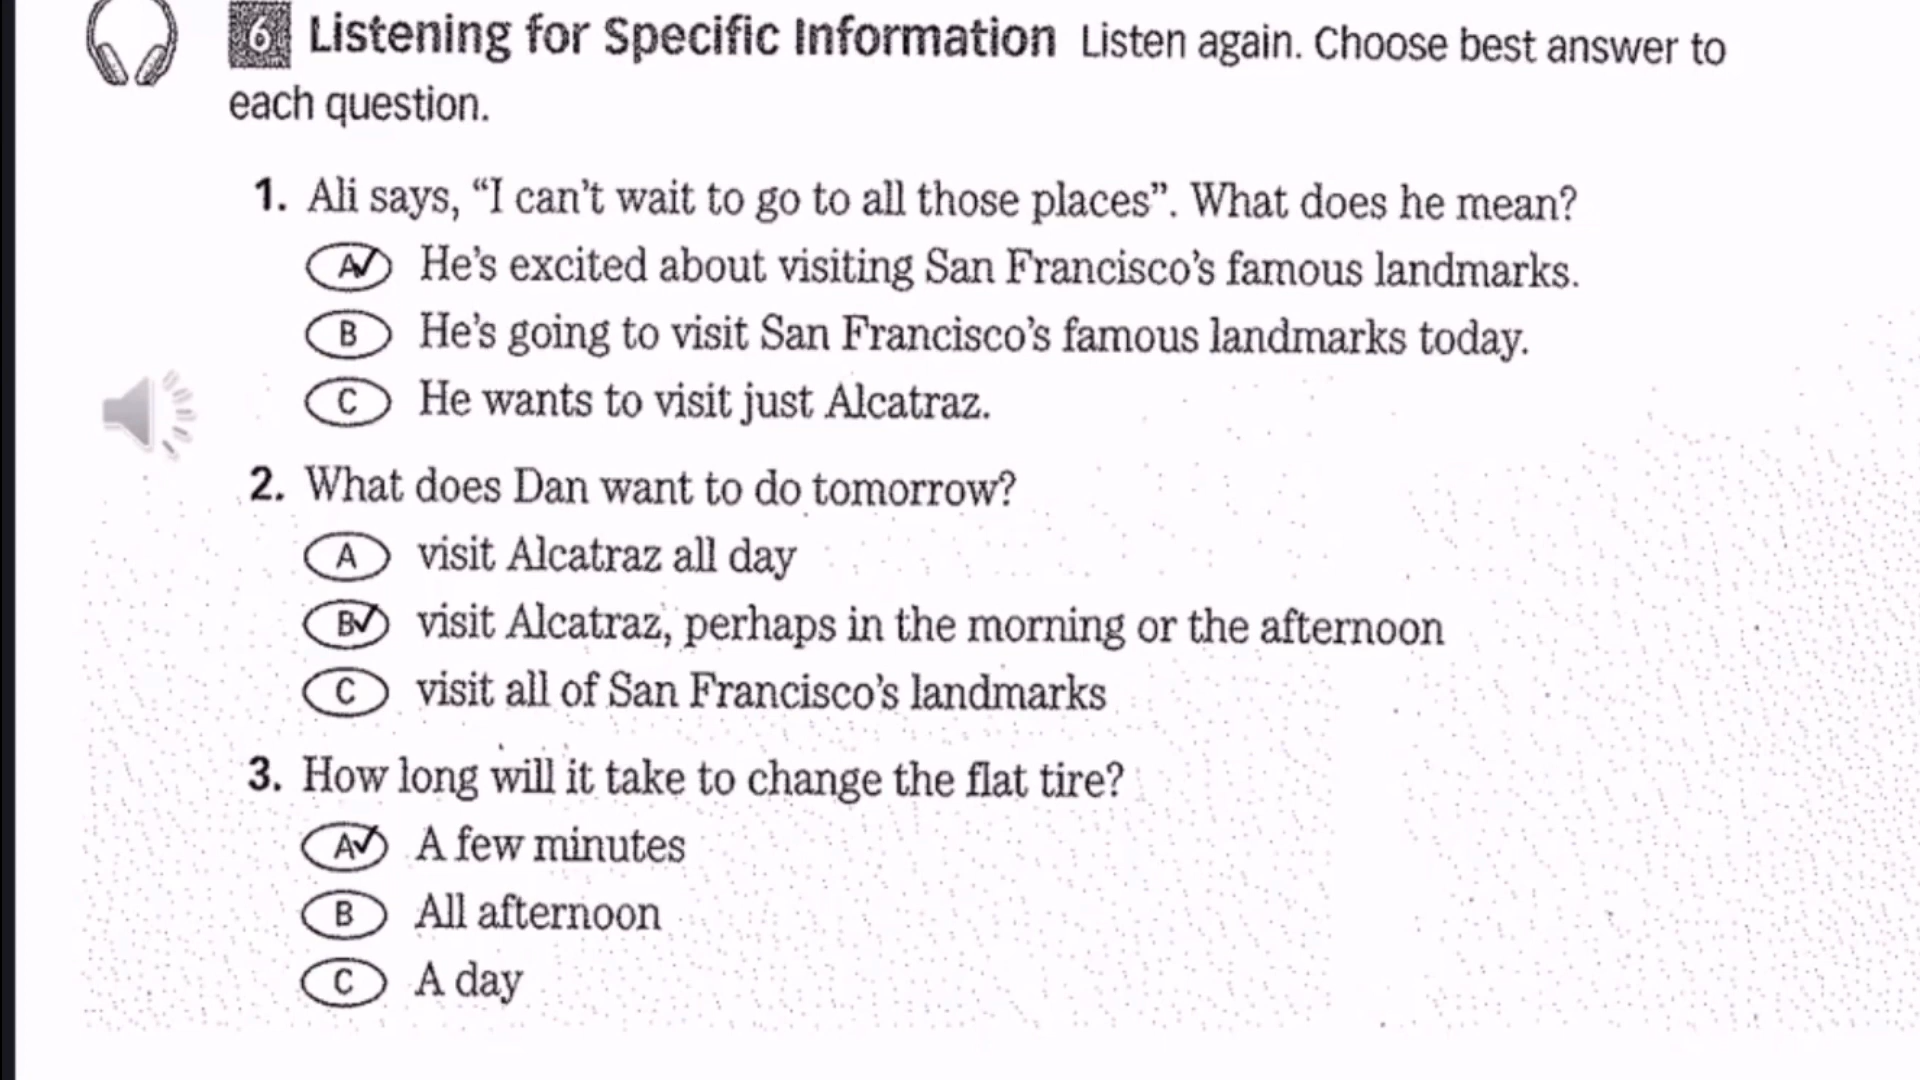 6 Listening for Specific Information Listen again. Choose best answer to
each question.
1. Ali says, “I can’t wait to go to all those places”. What does he mean?
A He’s excited about visiting San Francisco’s famous landmarks.
B He’s going to visit San Francisco’s famous landmarks today.
C He wants to visit just Alcatraz.
2. What does Dan want to do tomorrow?
A visit Alcatraz all day
B visit Alcatraz, perhaps in the morning or the afternoon
C visit all of San Francisco’s landmarks
3. How long will it take to change the flat tire?
A A few minutes
B All afternoon
C A day